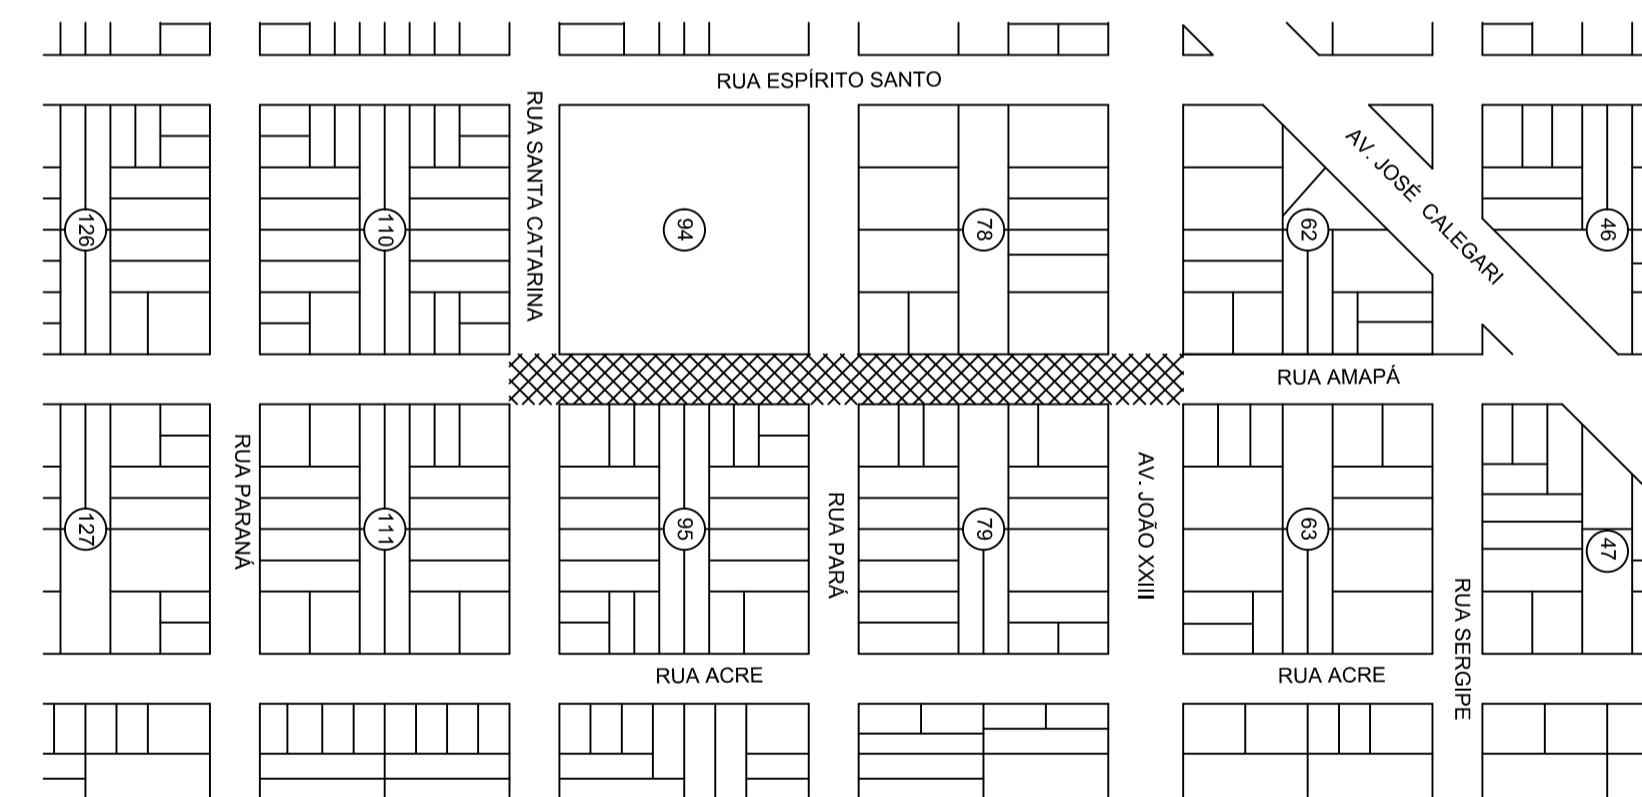 RUA ESPÍRITO SANTO
RUA SANTA CATARINA
AV. JOSÉ CALEGARI
126
110
94
78
62
46
RUA AMAPÁ
RUA PARANÁ
RUA PARÁ
AV. JOÃO XXIII
127
111
95
79
63
47
RUA SERGIPE
RUA ACRE
RUA ACRE